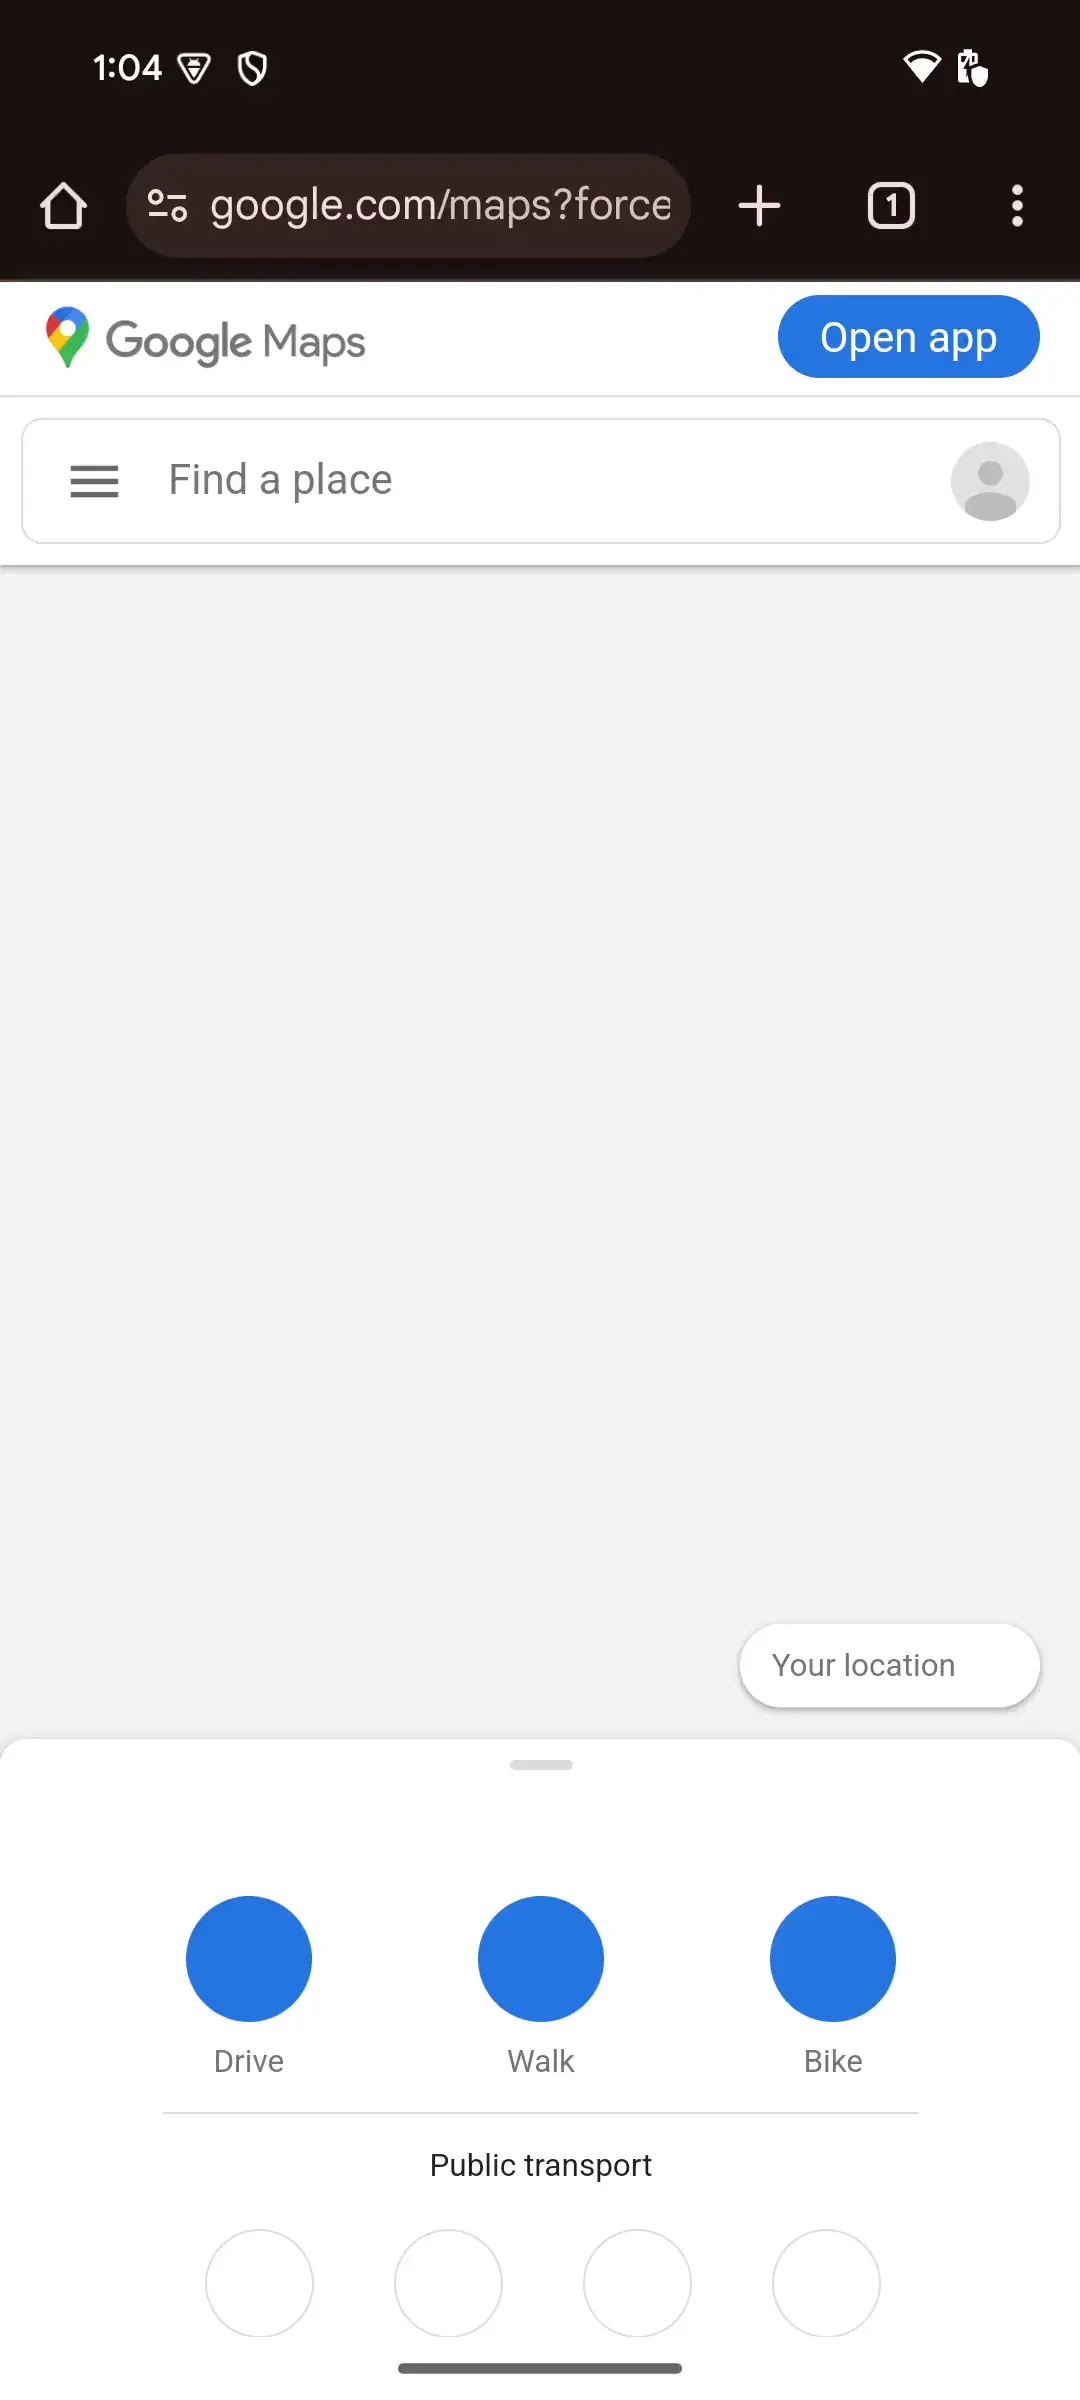 1:04
google.com/maps?force
1
Google Maps
Open app
Find a place
Your location
Drive
Walk
Bike
Public transport